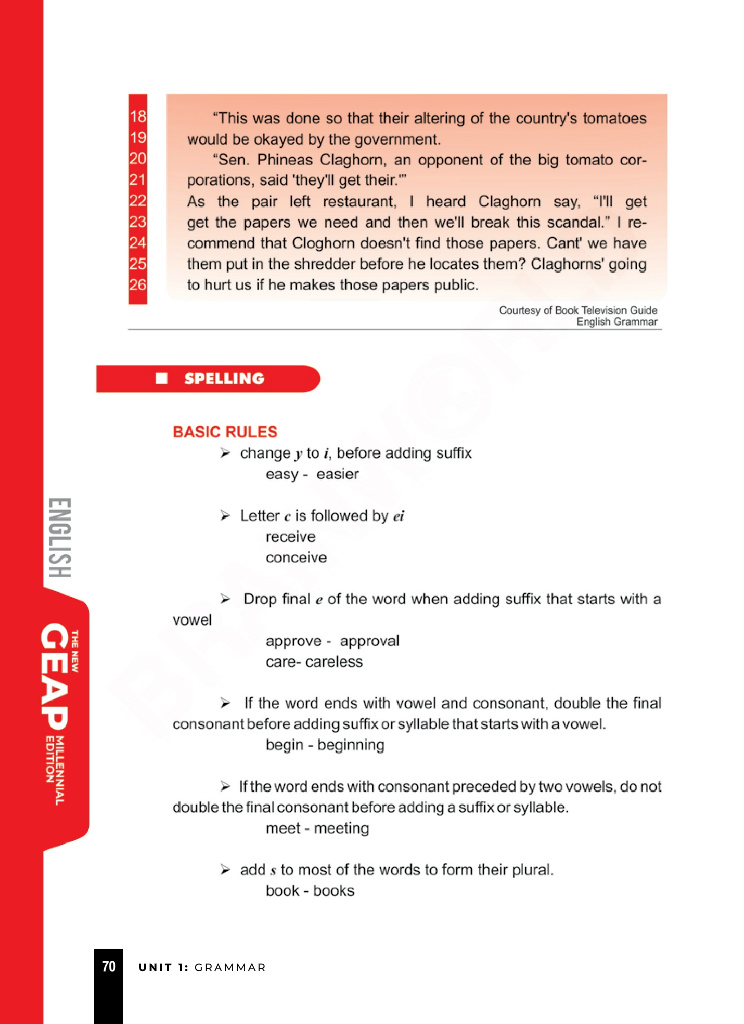 18 “This was done so that their altering of the country's tomatoes
19 would be okayed by the government.
20 “Sen. Phineas Claghorn, an opponent of the big tomato cor-
21 porations, said 'they'll get their.'”
22 As the pair left restaurant, I heard Claghorn say, “I'll get
23 get the papers we need and then we'll break this scandal.” I re-
24 commend that Cloghorn doesn't find those papers. Cant' we have
25 them put in the shredder before he locates them? Claghorns' going
26 to hurt us if he makes those papers public.
Courtesy of Book Television Guide
English Grammar
■ SPELLING
BASIC RULES
➢ change y to i, before adding suffix
easy - easier
➢ Letter c is followed by ei
receive
conceive
➢ Drop final e of the word when adding suffix that starts with a
vowel
approve - approval
care- careless
➢ If the word ends with vowel and consonant, double the final
consonant before adding suffix or syllable that starts with a vowel.
begin - beginning
➢ If the word ends with consonant preceded by two vowels, do not
double the final consonant before adding a suffix or syllable.
meet - meeting
➢ add s to most of the words to form their plural.
book - books
ENGLISH
THE NEW
GEAP
MILLENNIAL
EDITION
70 UNIT 1: GRAMMAR